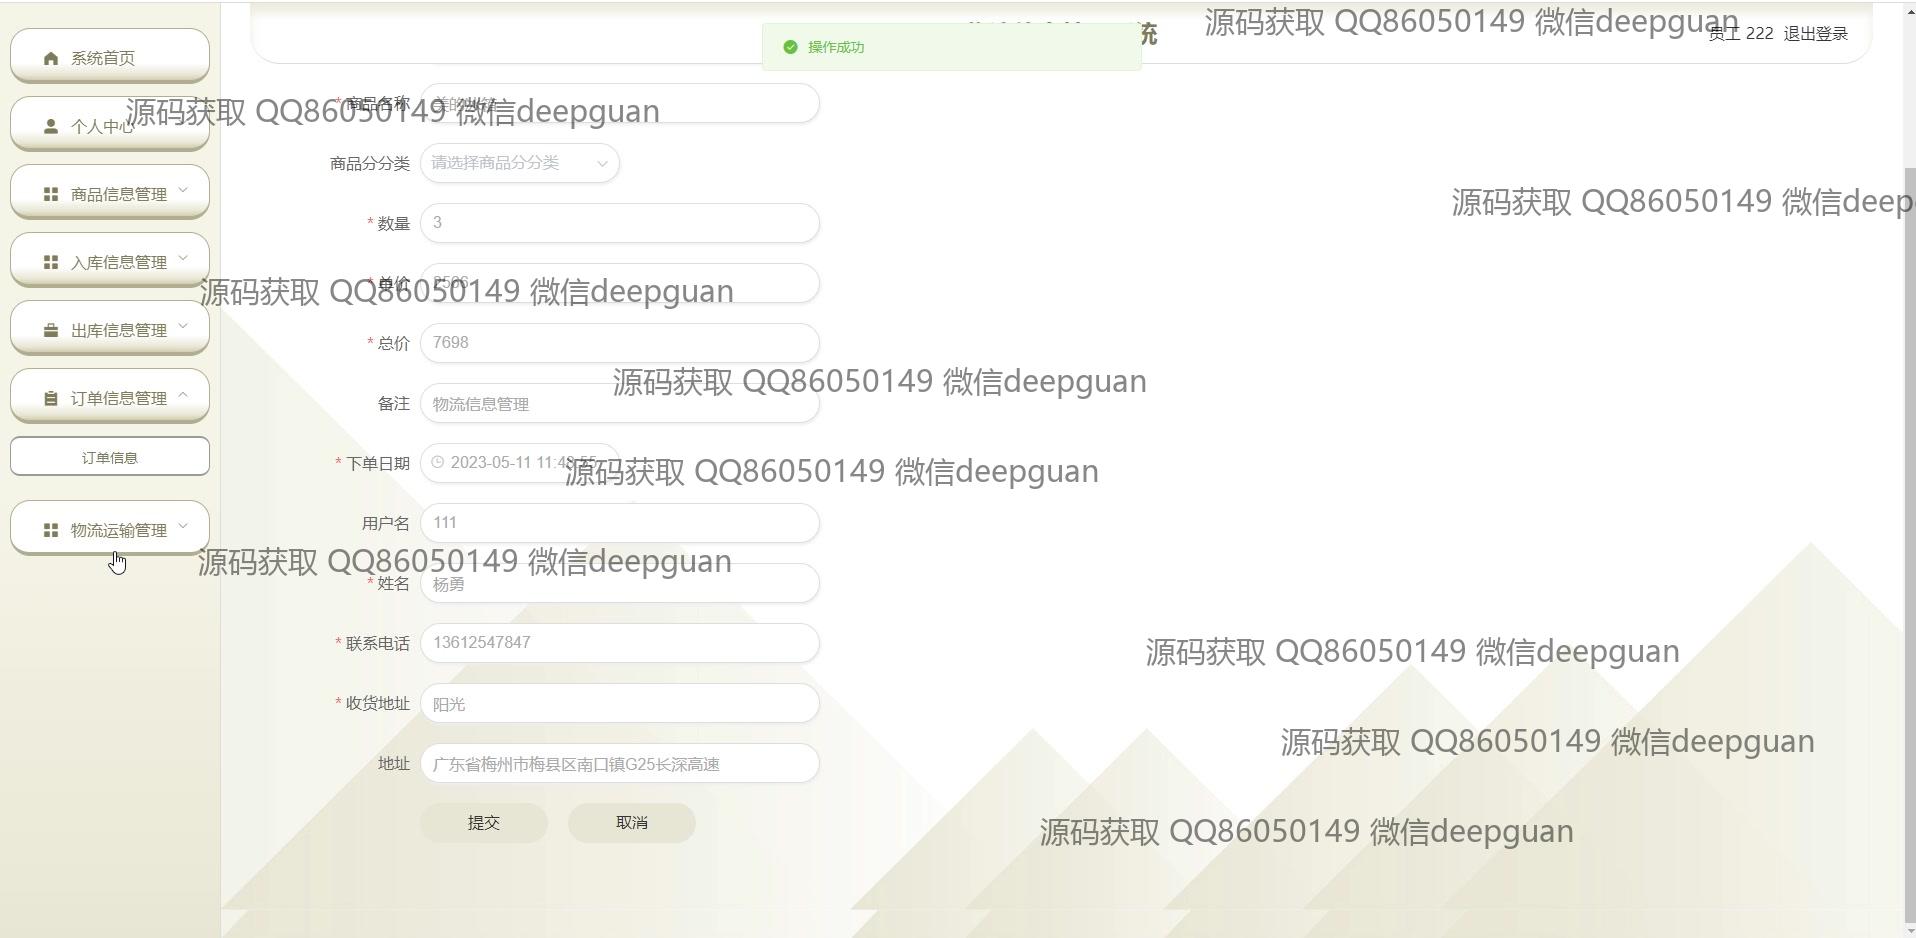 源码获取 QQ86050149 微信deepguan
统
员工 222 退出登录
操作成功
系统首页
个人中心
商品信息管理
入库信息管理
出库信息管理
订单信息管理
订单信息
物流运输管理
* 商品名称
源码获取 QQ86050149 微信deepguan
商品分分类 请选择商品分分类
源码获取 QQ86050149 微信deep
* 数量 3
* 单价
源码获取 QQ86050149 微信deepguan
* 总价 7698
源码获取 QQ86050149 微信deepguan
备注 物流信息管理
* 下单日期 2023-05-11 11:4
源码获取 QQ86050149 微信deepguan
用户名 111
源码获取 QQ86050149 微信deepguan
* 姓名 杨勇
* 联系电话 13612547847
源码获取 QQ86050149 微信deepguan
* 收货地址 阳光
源码获取 QQ86050149 微信deepguan
地址 广东省梅州市梅县区南口镇G25长深高速
提交 取消
源码获取 QQ86050149 微信deepguan